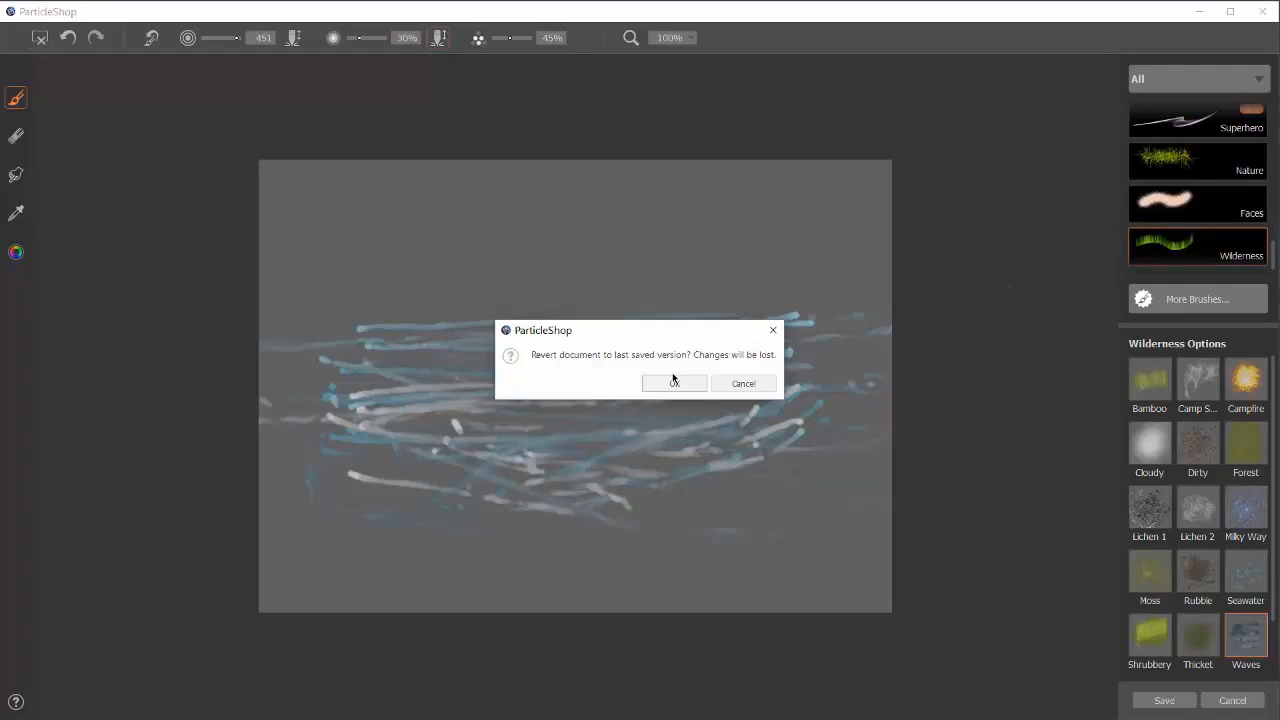 ParticleShop
451
30%
45%
100%
All
Superhero
Nature
Faces
Wilderness
More Brushes...
ParticleShop
Revert document to last saved version? Changes will be lost.
OK
Cancel
Wilderness Options
Bamboo
Camp S...
Campfire
Cloudy
Dirty
Forest
Lichen 1
Lichen 2
Milky Way
Moss
Rubble
Seawater
Shrubbery
Thicket
Waves
Save
Cancel